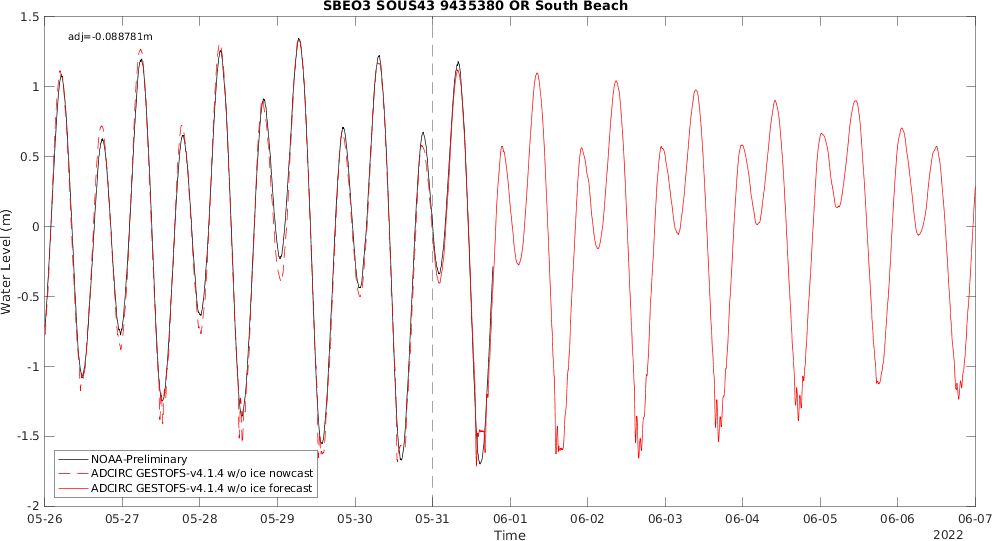 SBEO3 SOUS43 9435380 OR South Beach
adj=-0.088781m
1.5
1
0.5
0
-0.5
-1
-1.5
-2
Water Level (m)
NOAA-Preliminary
ADCIRC GESTOFS-v4.1.4 w/o ice nowcast
ADCIRC GESTOFS-v4.1.4 w/o ice forecast
05-26 05-27 05-28 05-29 05-30 05-31 06-01 06-02 06-03 06-04 06-05 06-06 06-07
Time
2022